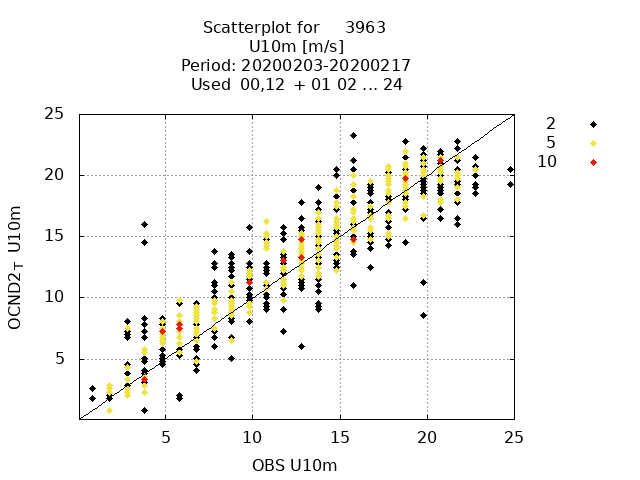 Scatterplot for 3963
U10m [m/s]
Period: 20200203-20200217
Used 00,12 + 01 02 ... 24
25
20
15
10
5
5 10 15 20 25
OCND2_T U10m
OBS U10m
2
5
10